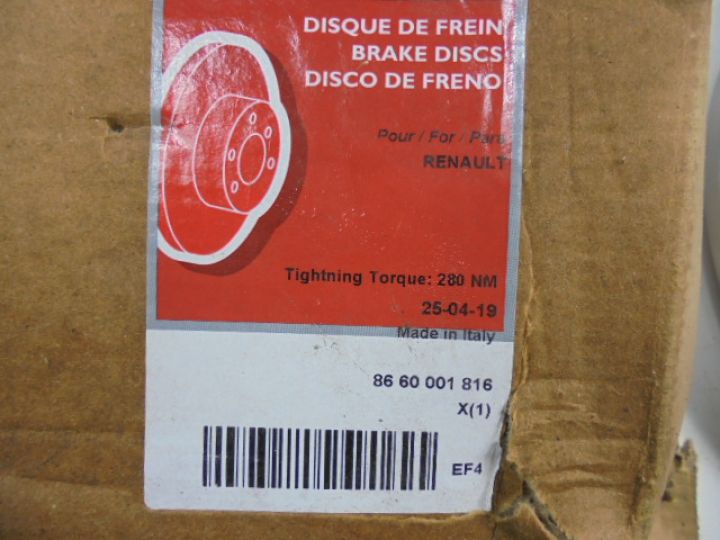 DISQUE DE FREIN
BRAKE DISCS
DISCO DE FRENO
Pour / For / Para
RENAULT
Tightning Torque: 280 NM
25-04-19
Made in Italy
86 60 001 816
X(1)
EF4